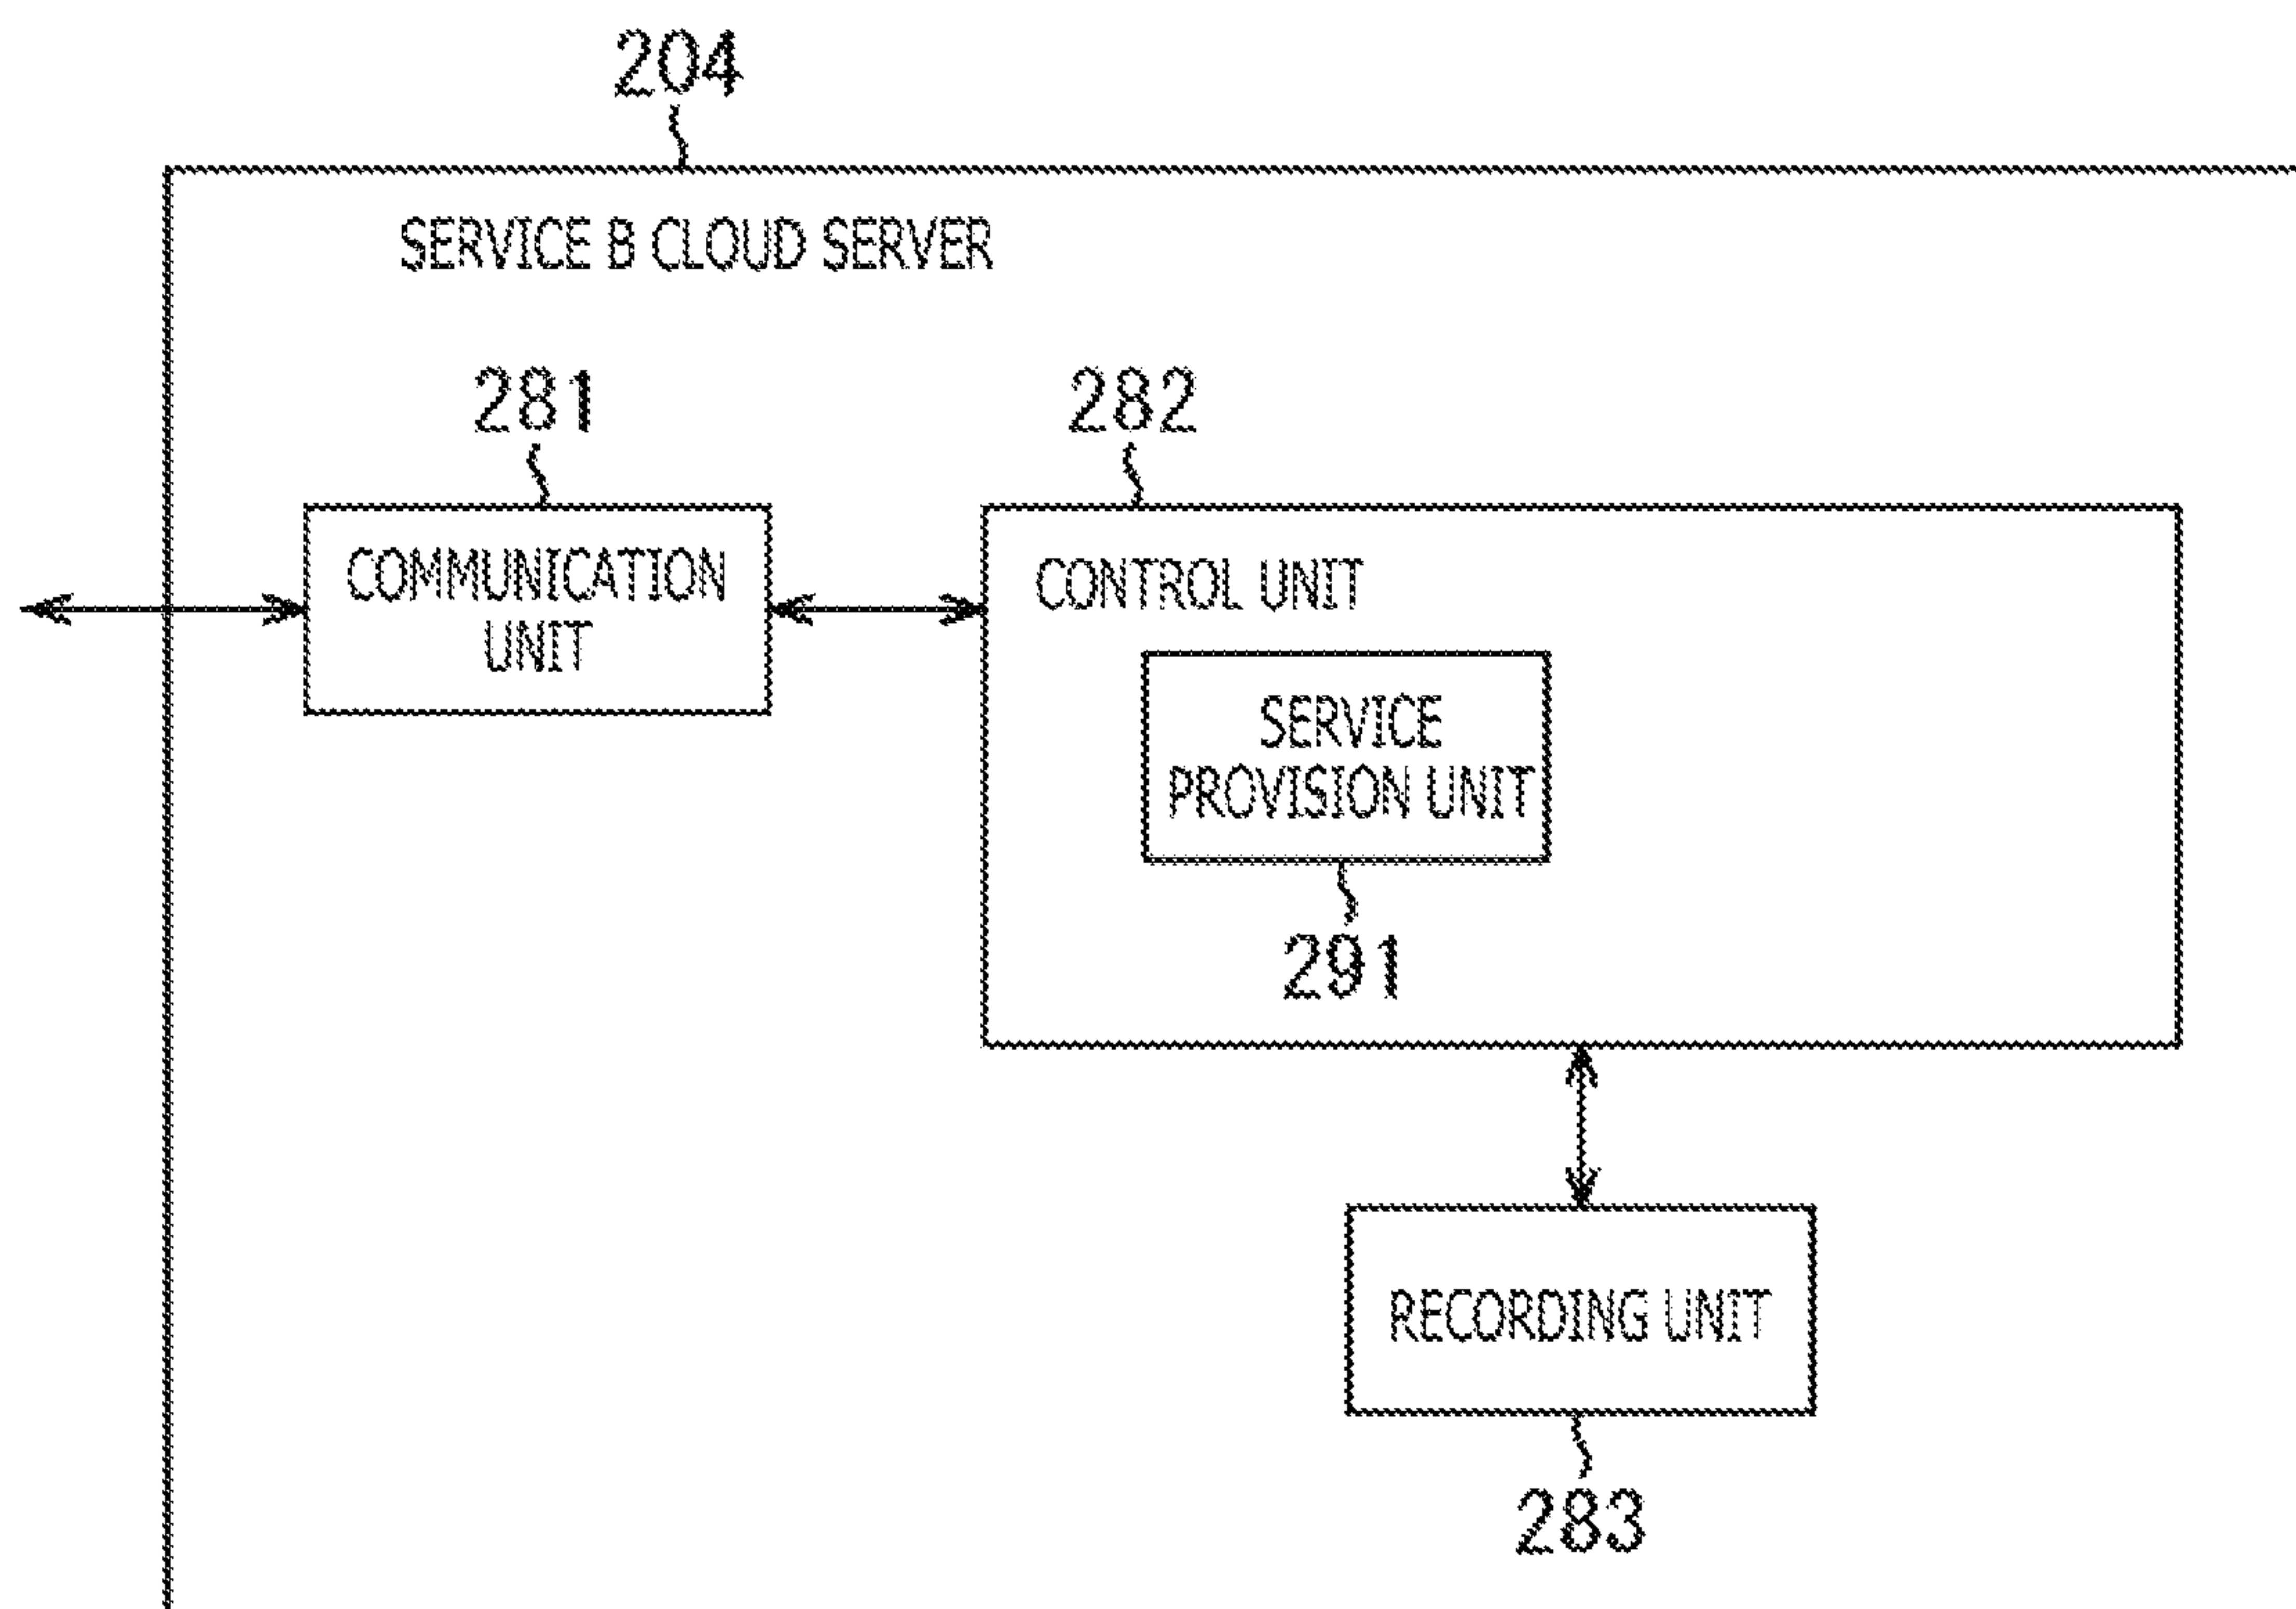 204
SERVICE B CLOUD SERVER
281
282
COMMUNICATION
UNIT
CONTROL UNIT
SERVICE
PROVISION UNIT
291
RECORDING UNIT
283